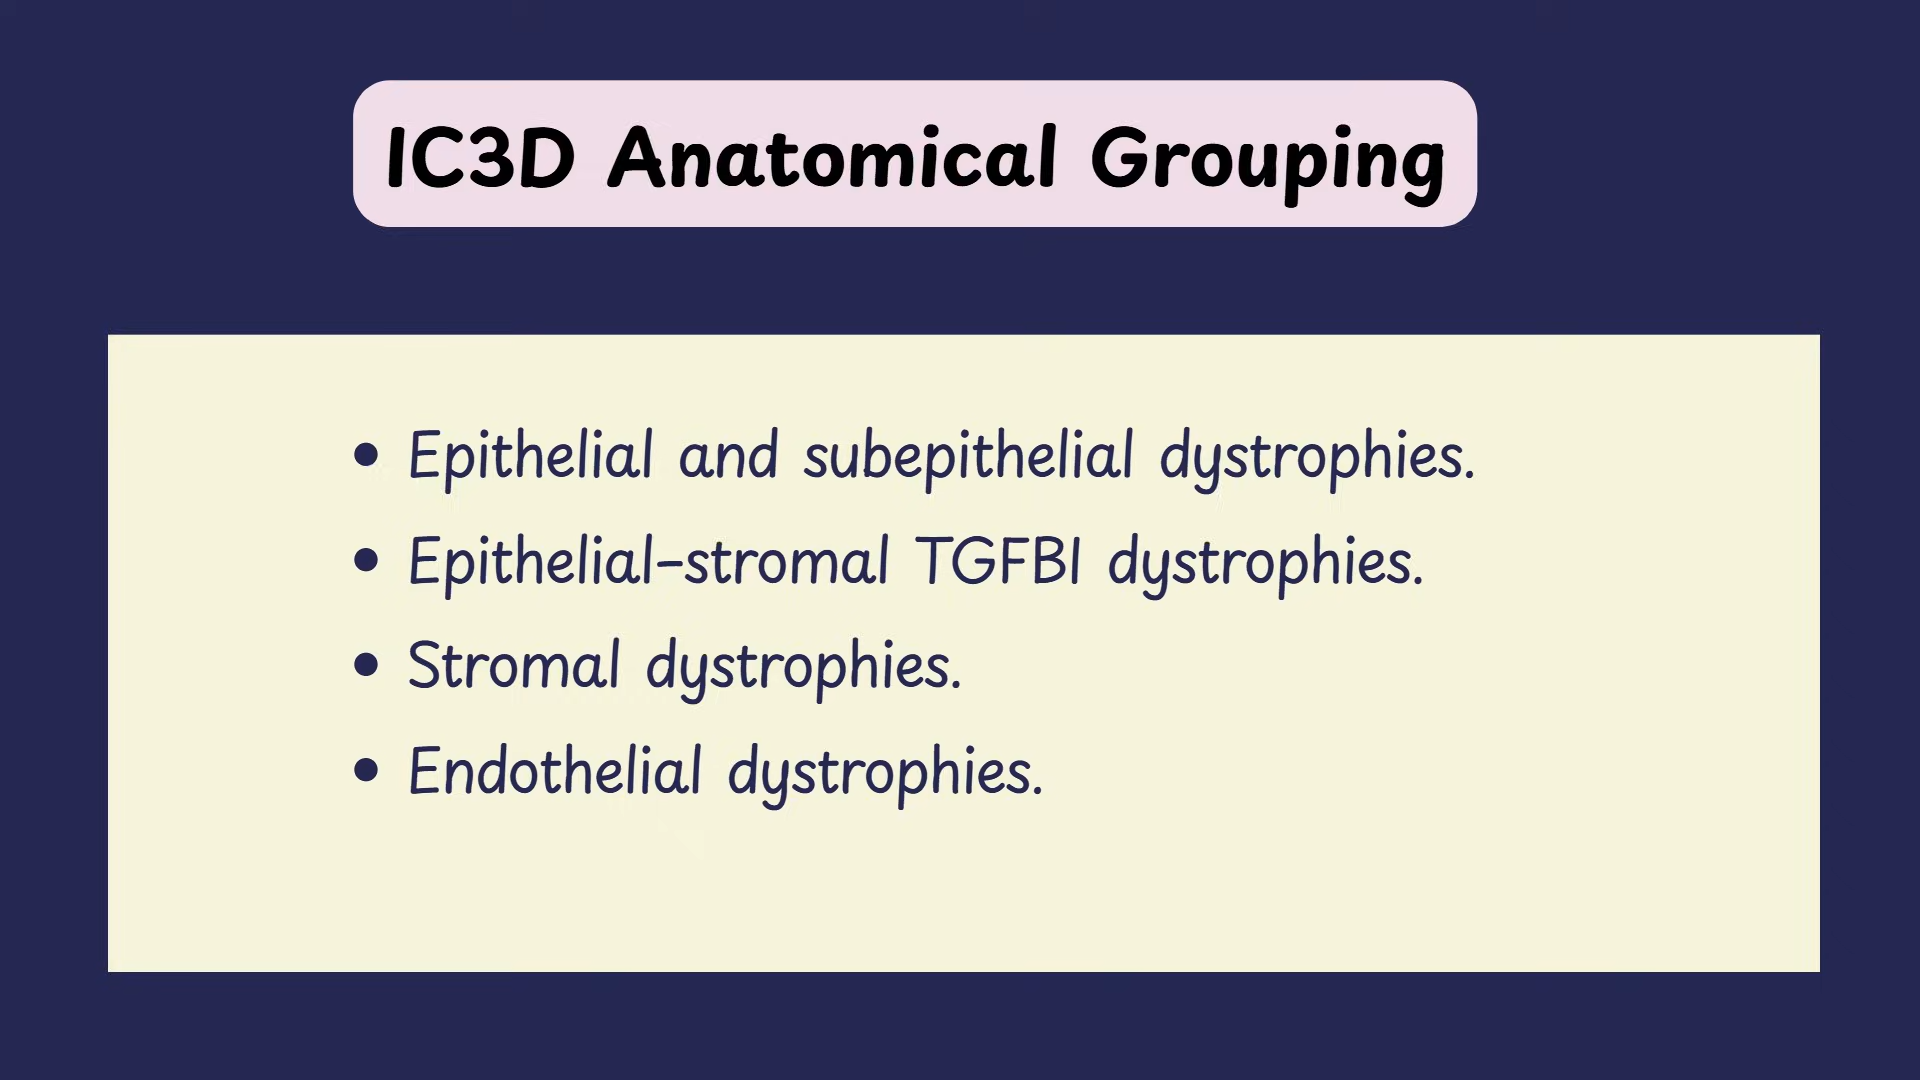 IC3D Anatomical Grouping
• Epithelial and subepithelial dystrophies.
• Epithelial-stromal TGFBI dystrophies.
• Stromal dystrophies.
• Endothelial dystrophies.